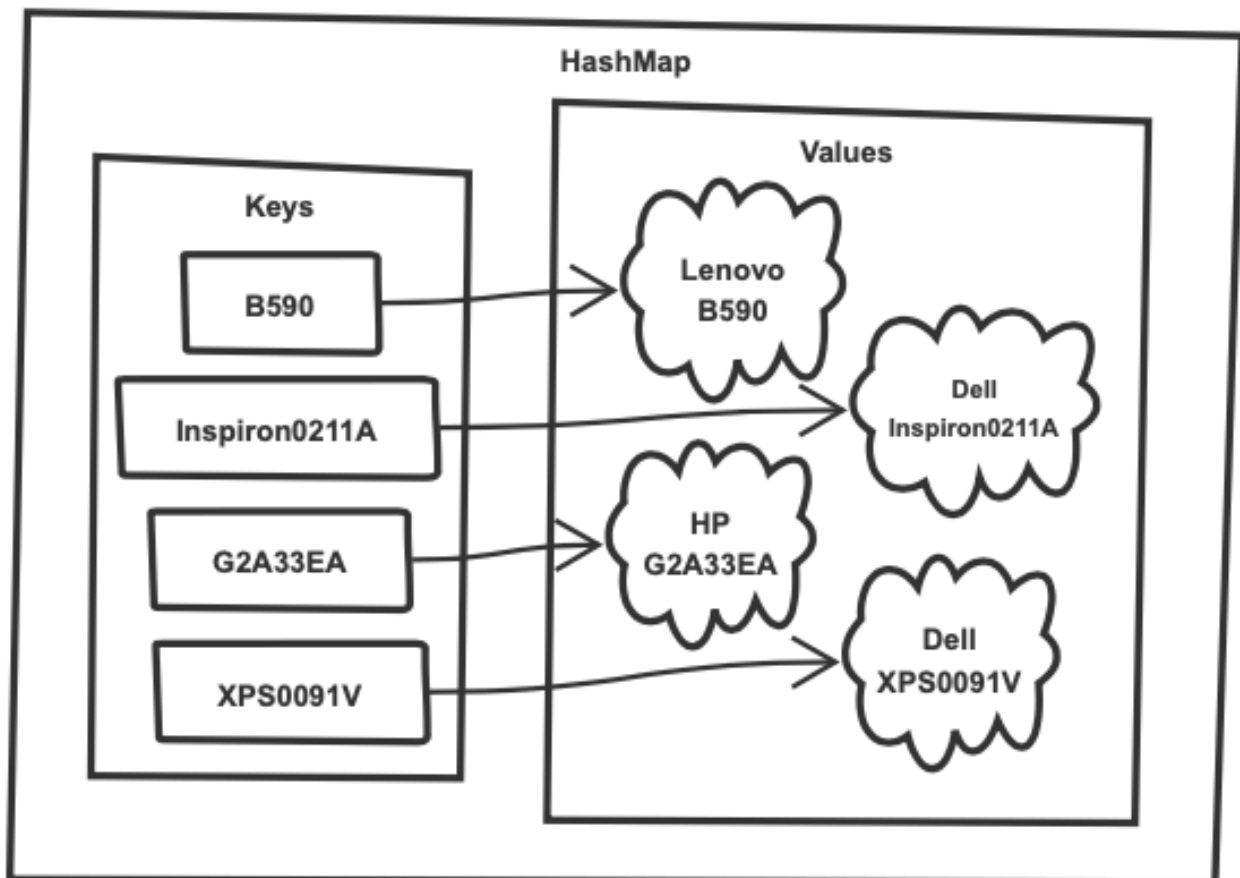 HashMap
Keys
B590
Inspiron0211A
G2A33EA
XPS0091V
Values
Lenovo
B590
Dell
Inspiron0211A
HP
G2A33EA
Dell
XPS0091V